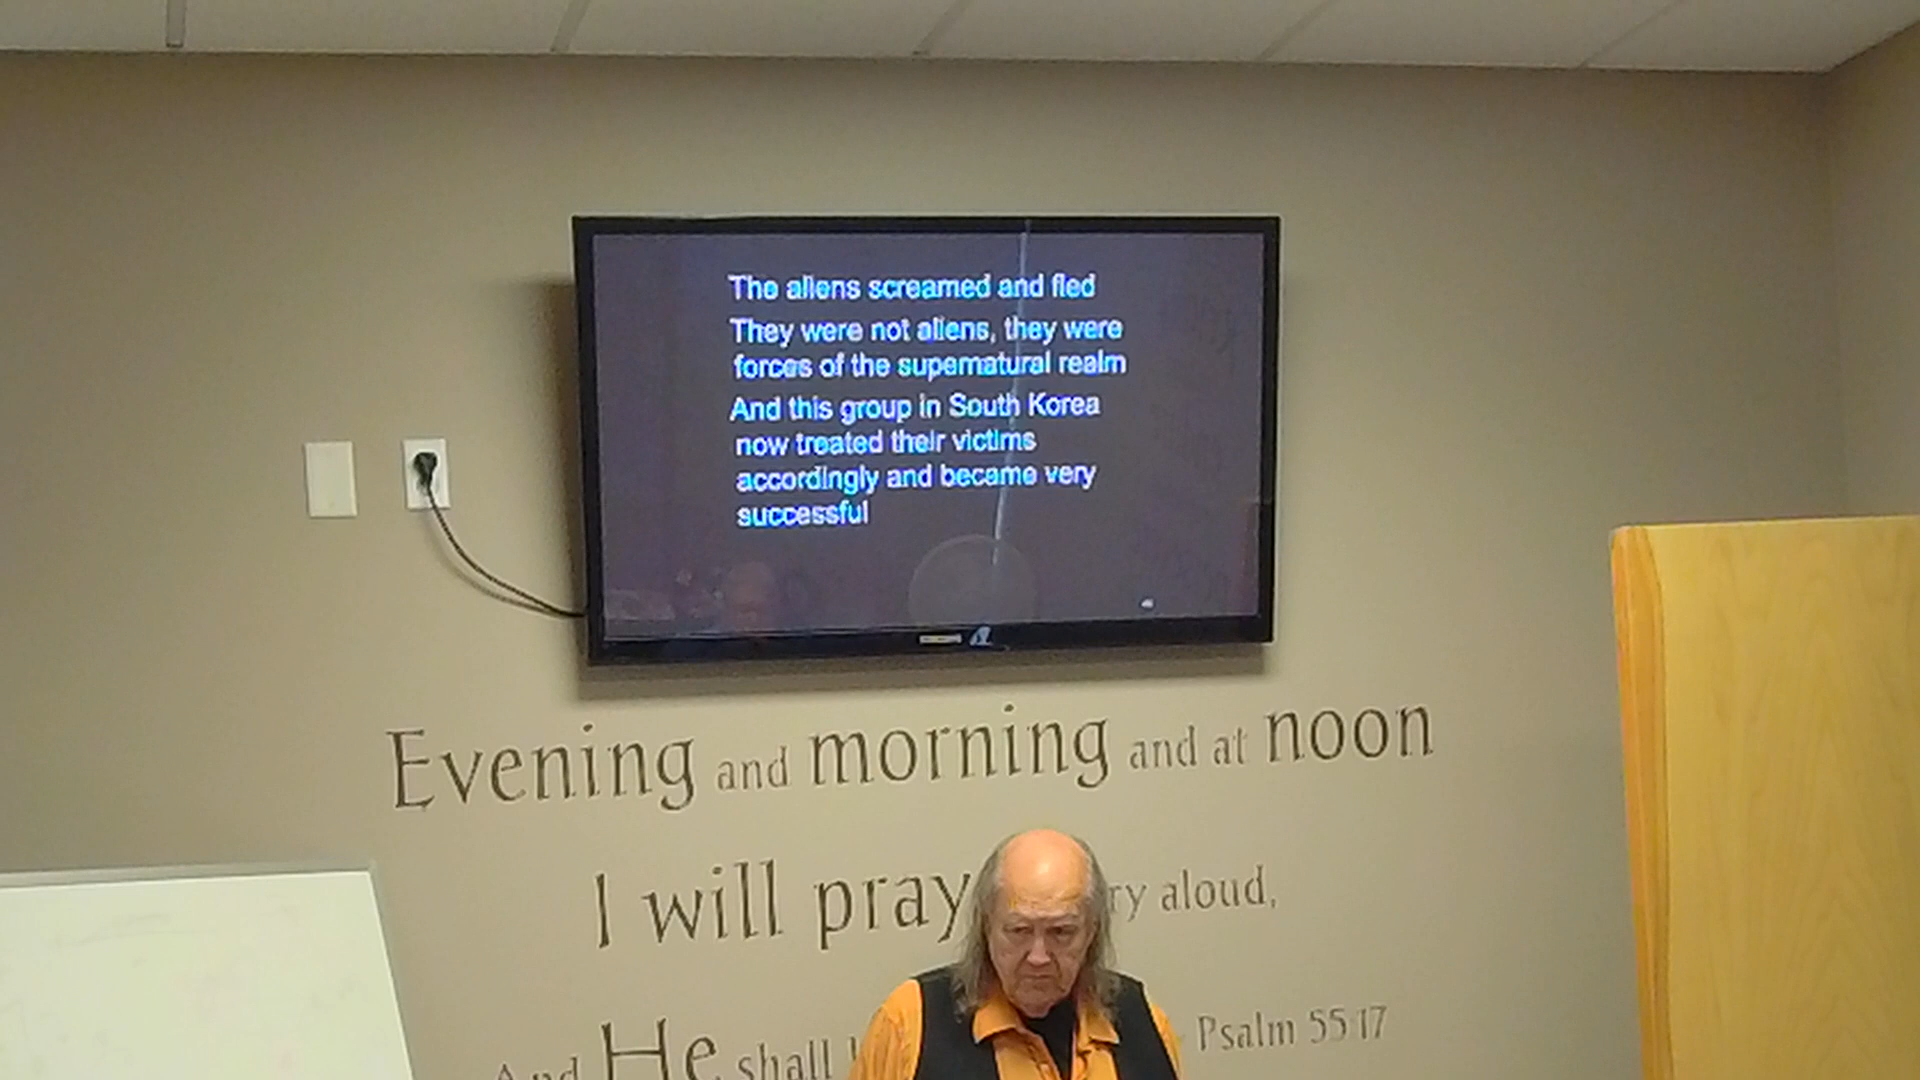 The aliens screamed and fled
They were not aliens, they were
forces of the supernatural realm
And this group in South Korea
now treated their victims
accordingly and became very
successful
Evening and morning and at noon
I will pray ry aloud,
And He shall
Psalm 55 17